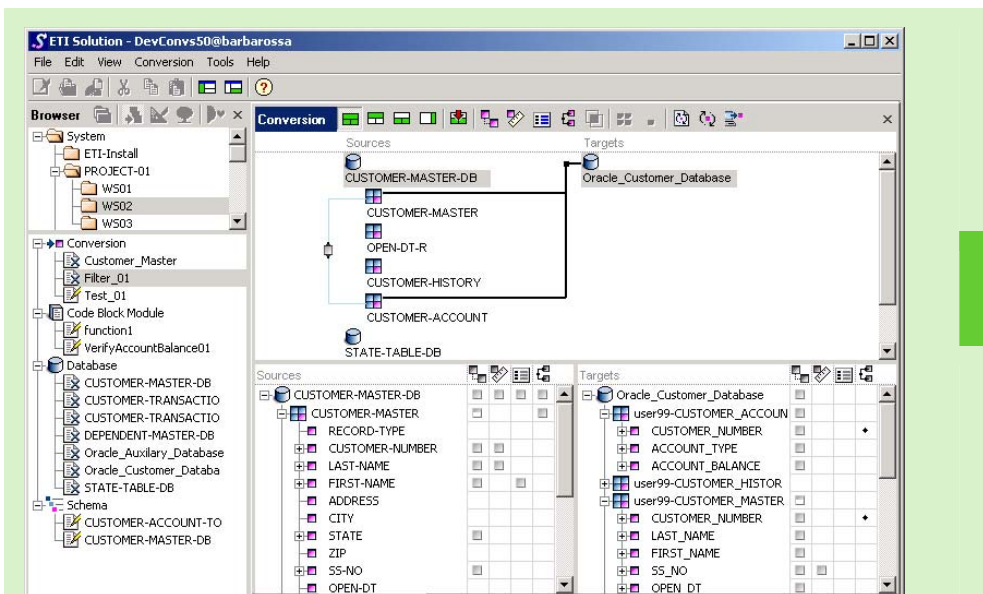 ETI Solution - DevConvs50@barbarossa
File Edit View Conversion Tools Help
Browser
System
ETI-Install
PROJECT-01
WS01
WS02
WS03
Conversion
Customer_Master
Filter_01
Test_01
Code Block Module
function1
VerifyAccountBalance01
Database
CUSTOMER-MASTER-DB
CUSTOMER-TRANSACTIO
CUSTOMER-TRANSACTIO
DEPENDENT-MASTER-DB
Oracle_Auxilary_Database
Oracle_Customer_Databa
STATE-TABLE-DB
Schema
CUSTOMER-ACCOUNT-TO
CUSTOMER-MASTER-DB
Conversion
Sources Targets
CUSTOMER-MASTER-DB Oracle_Customer_Database
CUSTOMER-MASTER
OPEN-DT-R
CUSTOMER-HISTORY
CUSTOMER-ACCOUNT
STATE-TABLE-DB
Sources
CUSTOMER-MASTER-DB
CUSTOMER-MASTER
RECORD-TYPE
CUSTOMER-NUMBER
LAST-NAME
FIRST-NAME
ADDRESS
CITY
STATE
ZIP
SS-NO
OPEN-DT
Targets
Oracle_Customer_Database
user99-CUSTOMER_ACCOUN
CUSTOMER_NUMBER
ACCOUNT_TYPE
ACCOUNT_BALANCE
user99-CUSTOMER_HISTOR
user99-CUSTOMER_MASTER
CUSTOMER_NUMBER
LAST_NAME
FIRST_NAME
SS_NO
OPEN_DT